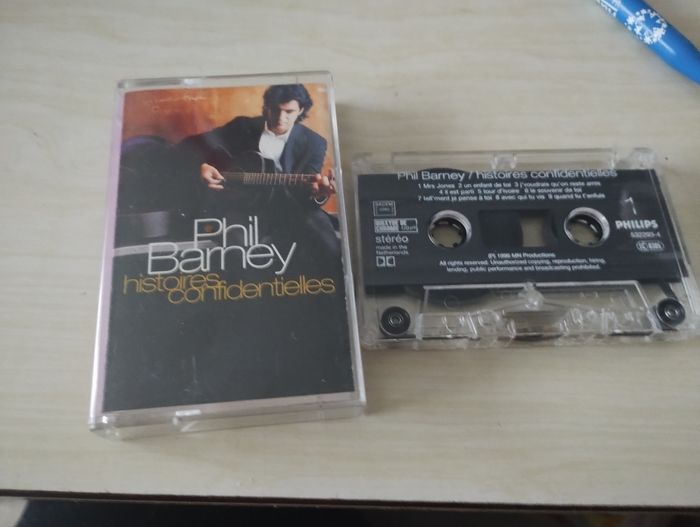 Phil
Barney
histoires
confidentielles
Phil Barney / histoires confidentielles
1 Mrs Jones 2 un enfant de toi 3 j'voudrais qu'on reste amis
4 il est parti 5 tour d'ivoire 6 le souvenir de toi
7 tell'ment je pense à toi 8 avec qui tu vis 9 quand tu t'enfuis
1
stéréo
made in the
Netherlands
PHILIPS
(P) 1996 MN Productions
All rights reserved. Unauthorized copying, reproduction, hiring,
lending, public performance and broadcasting prohibited.